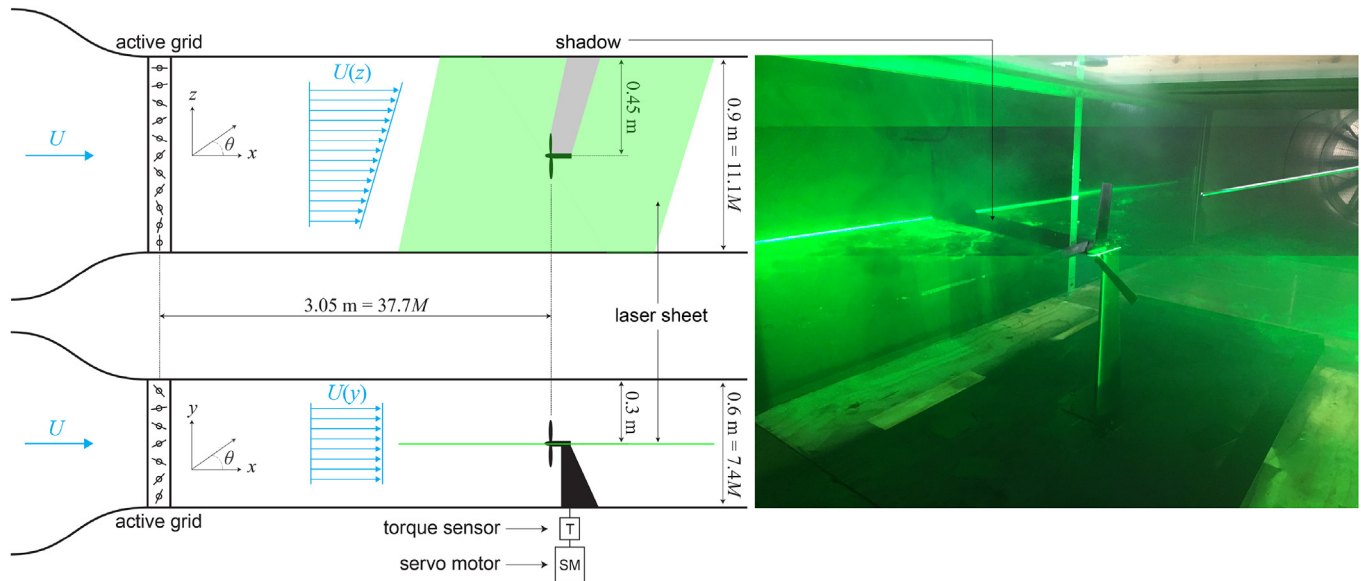 active grid
shadow
U(z)
z
θ
x
U
0.45 m
0.9 m = 11.1M
3.05 m = 37.7M
laser sheet
U(y)
y
θ
x
U
0.3 m
0.6 m = 7.4M
active grid
torque sensor
T
servo motor
SM